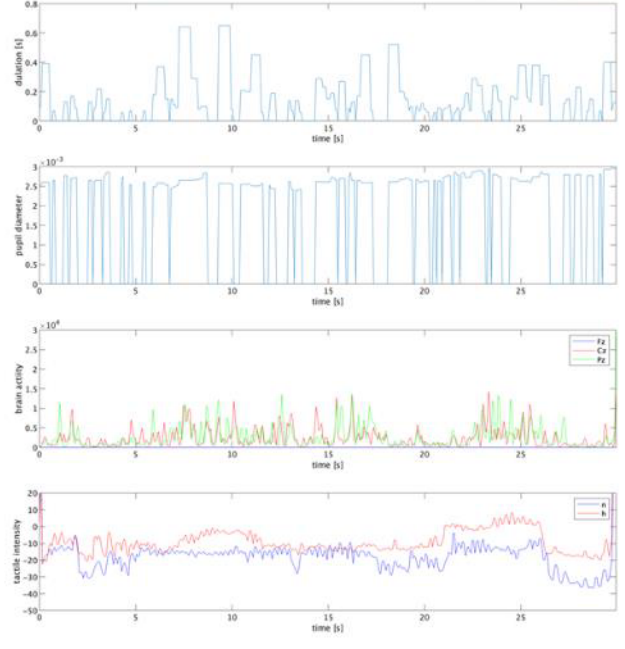 dulation [s]
0.8
0.6
0.4
0.2
0
0 5 10 15 20 25
time [s]
×10⁻³
pupil diameter
3
2.5
2
1.5
1
0.5
0
0 5 10 15 20 25
time [s]
brain actiity
3
2.5
2
1.5
1
0.5
0
Fz
Cz
Pz
0 5 10 15 20 25
time [s]
tactile intensity
20
10
0
-10
-20
-30
-40
-50
n
h
0 5 10 15 20 25
time [s]